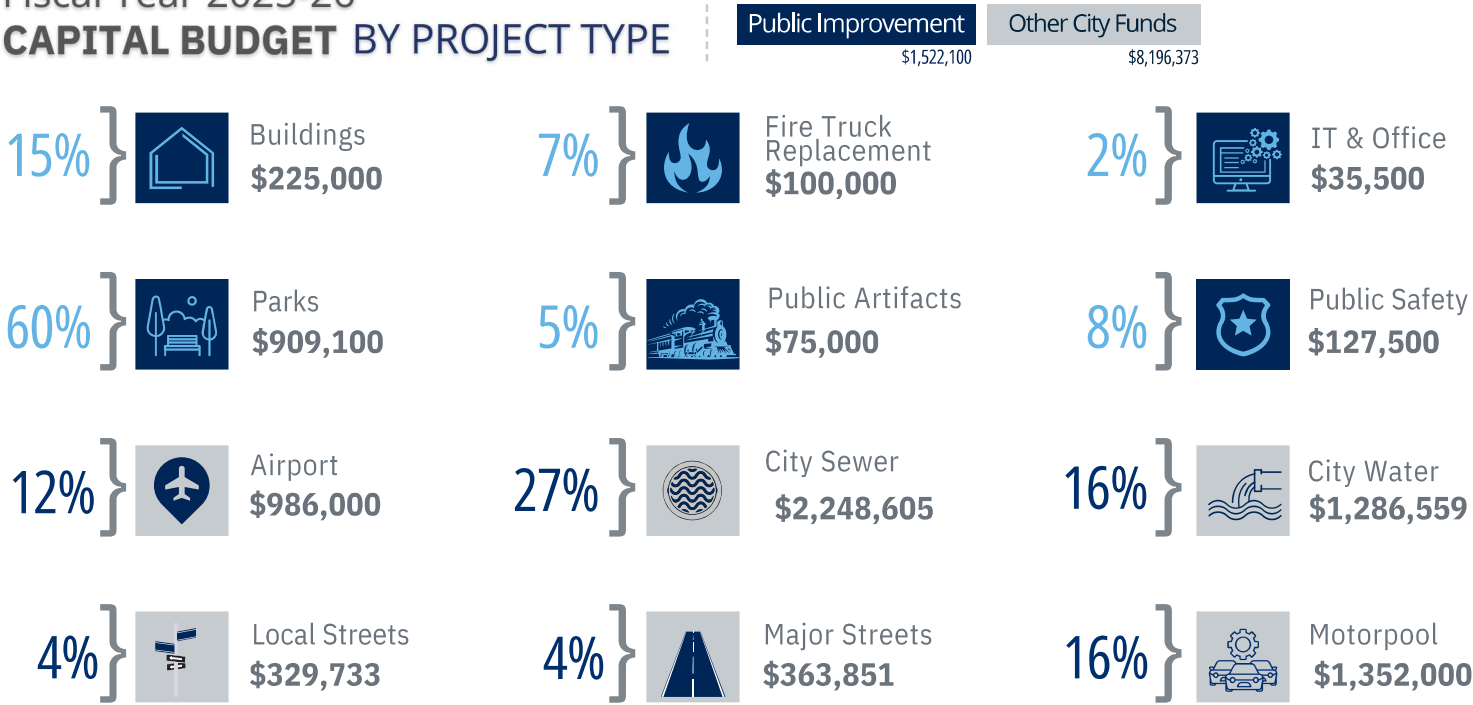 Fiscal Year 2025-26
CAPITAL BUDGET BY PROJECT TYPE
Public Improvement
$1,522,100
Other City Funds
$8,196,373
15%
Buildings
$225,000
7%
Fire Truck
Replacement
$100,000
2%
IT & Office
$35,500
60%
Parks
$909,100
5%
Public Artifacts
$75,000
8%
Public Safety
$127,500
12%
Airport
$986,000
27%
City Sewer
$2,248,605
16%
City Water
$1,286,559
4%
Local Streets
$329,733
4%
Major Streets
$363,851
16%
Motorpool
$1,352,000